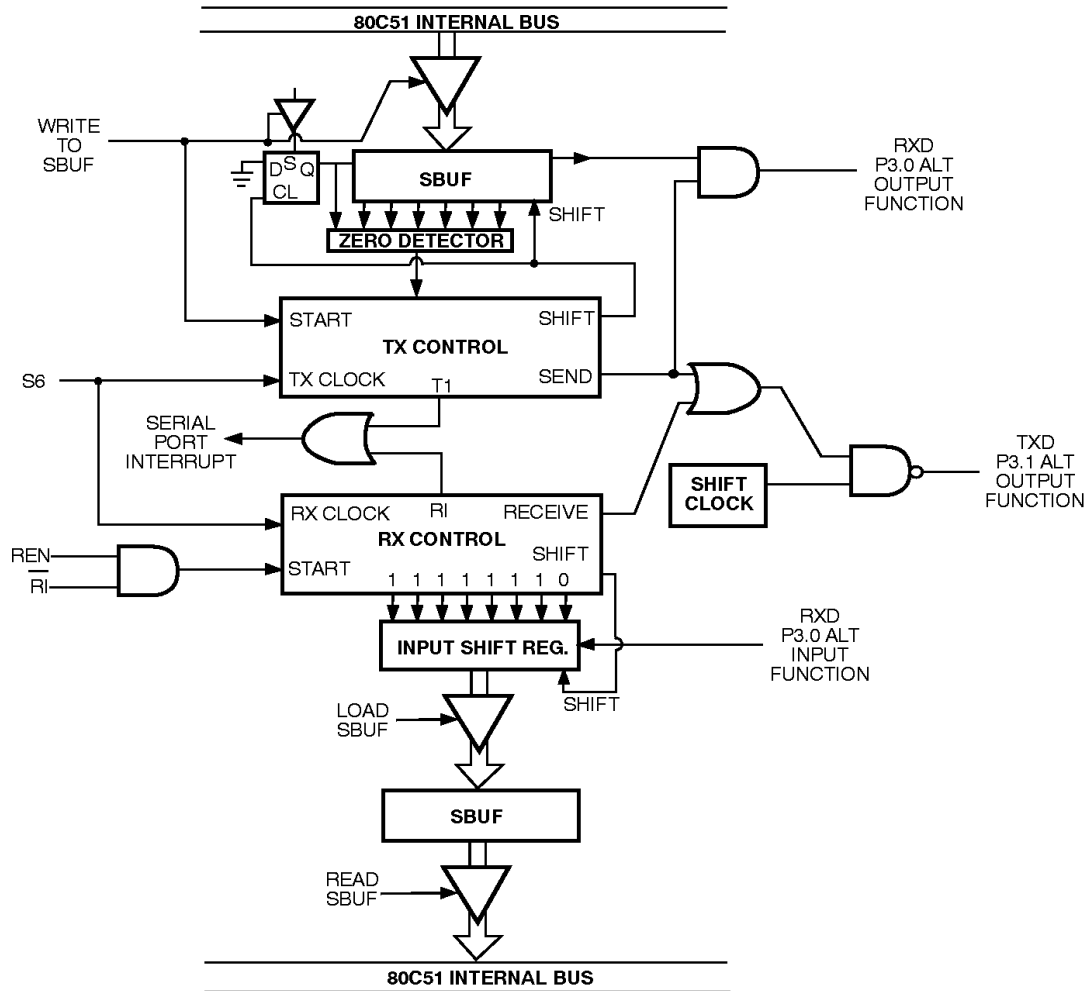 80C51 INTERNAL BUS
WRITE
TO
SBUF
D S Q
CL
SBUF
SHIFT
ZERO DETECTOR
RXD
P3.0 ALT
OUTPUT
FUNCTION
START
SHIFT
TX CONTROL
S6
TX CLOCK
T1
SEND
SERIAL
PORT
INTERRUPT
SHIFT
CLOCK
TXD
P3.1 ALT
OUTPUT
FUNCTION
RX CLOCK
RI
RECEIVE
RX CONTROL
REN
RI
START
SHIFT
1 1 1 1 1 1 1 0
INPUT SHIFT REG.
RXD
P3.0 ALT
INPUT
FUNCTION
SHIFT
LOAD
SBUF
SBUF
READ
SBUF
80C51 INTERNAL BUS